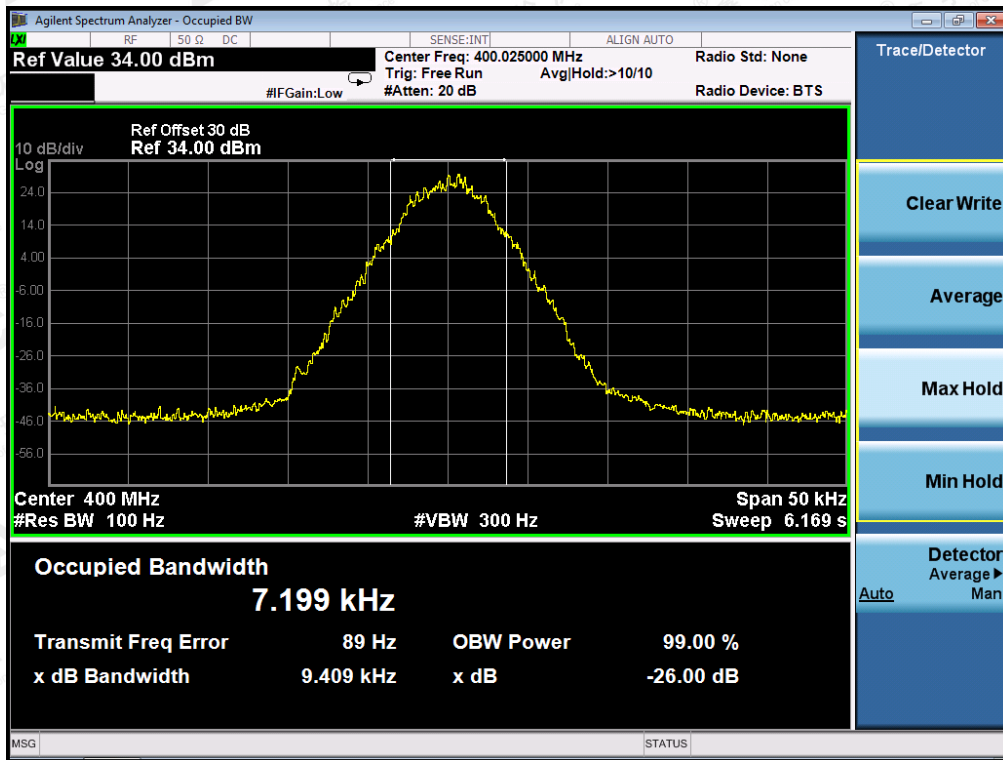 Agilent Spectrum Analyzer - Occupied BW
LXI RF 50 Ω DC SENSE:INT ALIGN AUTO
Ref Value 34.00 dBm
Center Freq: 400.025000 MHz Radio Std: None
Trig: Free Run Avg|Hold:>10/10
#IFGain:Low #Atten: 20 dB Radio Device: BTS
Ref Offset 30 dB
10 dB/div Ref 34.00 dBm
Log
24.0
14.0
4.00
-6.00
-16.0
-26.0
-36.0
-46.0
-56.0
Center 400 MHz Span 50 kHz
#Res BW 100 Hz #VBW 300 Hz Sweep 6.169 s
Occupied Bandwidth
7.199 kHz
Transmit Freq Error 89 Hz OBW Power 99.00 %
x dB Bandwidth 9.409 kHz x dB -26.00 dB
MSG STATUS
Trace/Detector
Clear Write
Average
Max Hold
Min Hold
Detector
Average
Auto Man